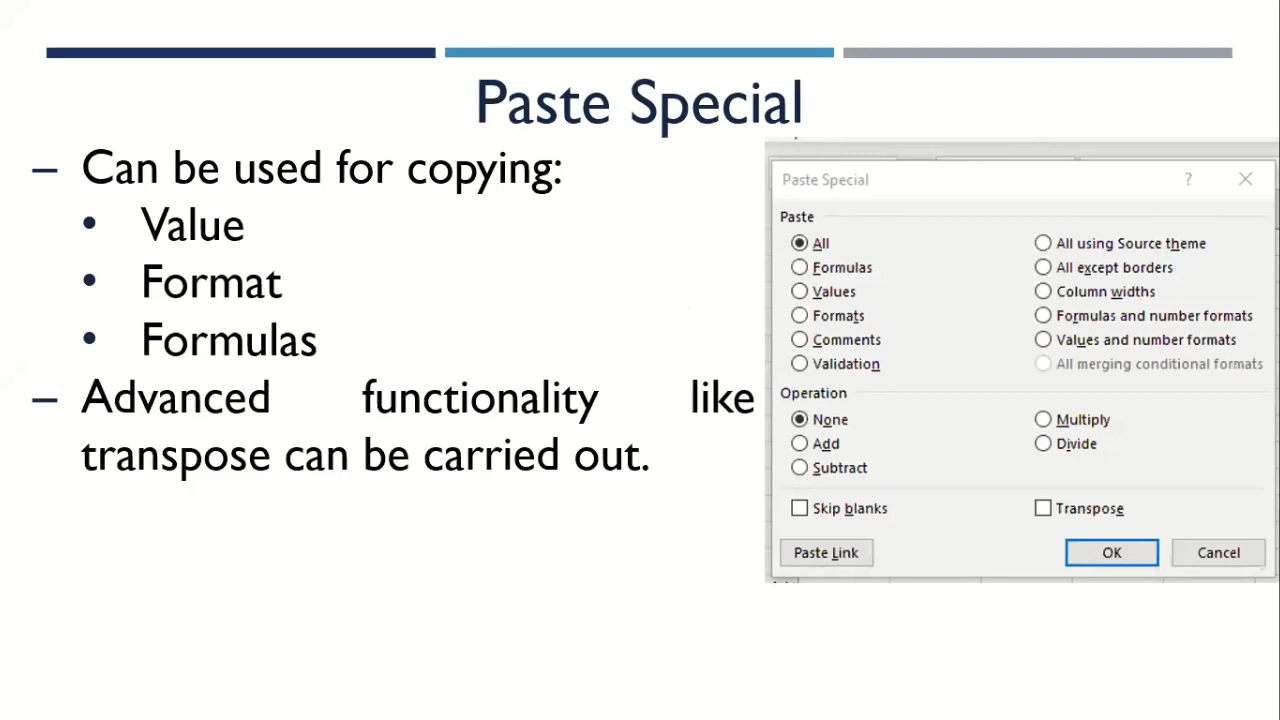 Paste Special
– Can be used for copying:
• Value
• Format
• Formulas
– Advanced functionality like
transpose can be carried out.
Paste Special ? ×
Paste
All All using Source theme
Formulas All except borders
Values Column widths
Formats Formulas and number formats
Comments Values and number formats
Validation All merging conditional formats
Operation
None Multiply
Add Divide
Subtract
Skip blanks Transpose
Paste Link OK Cancel